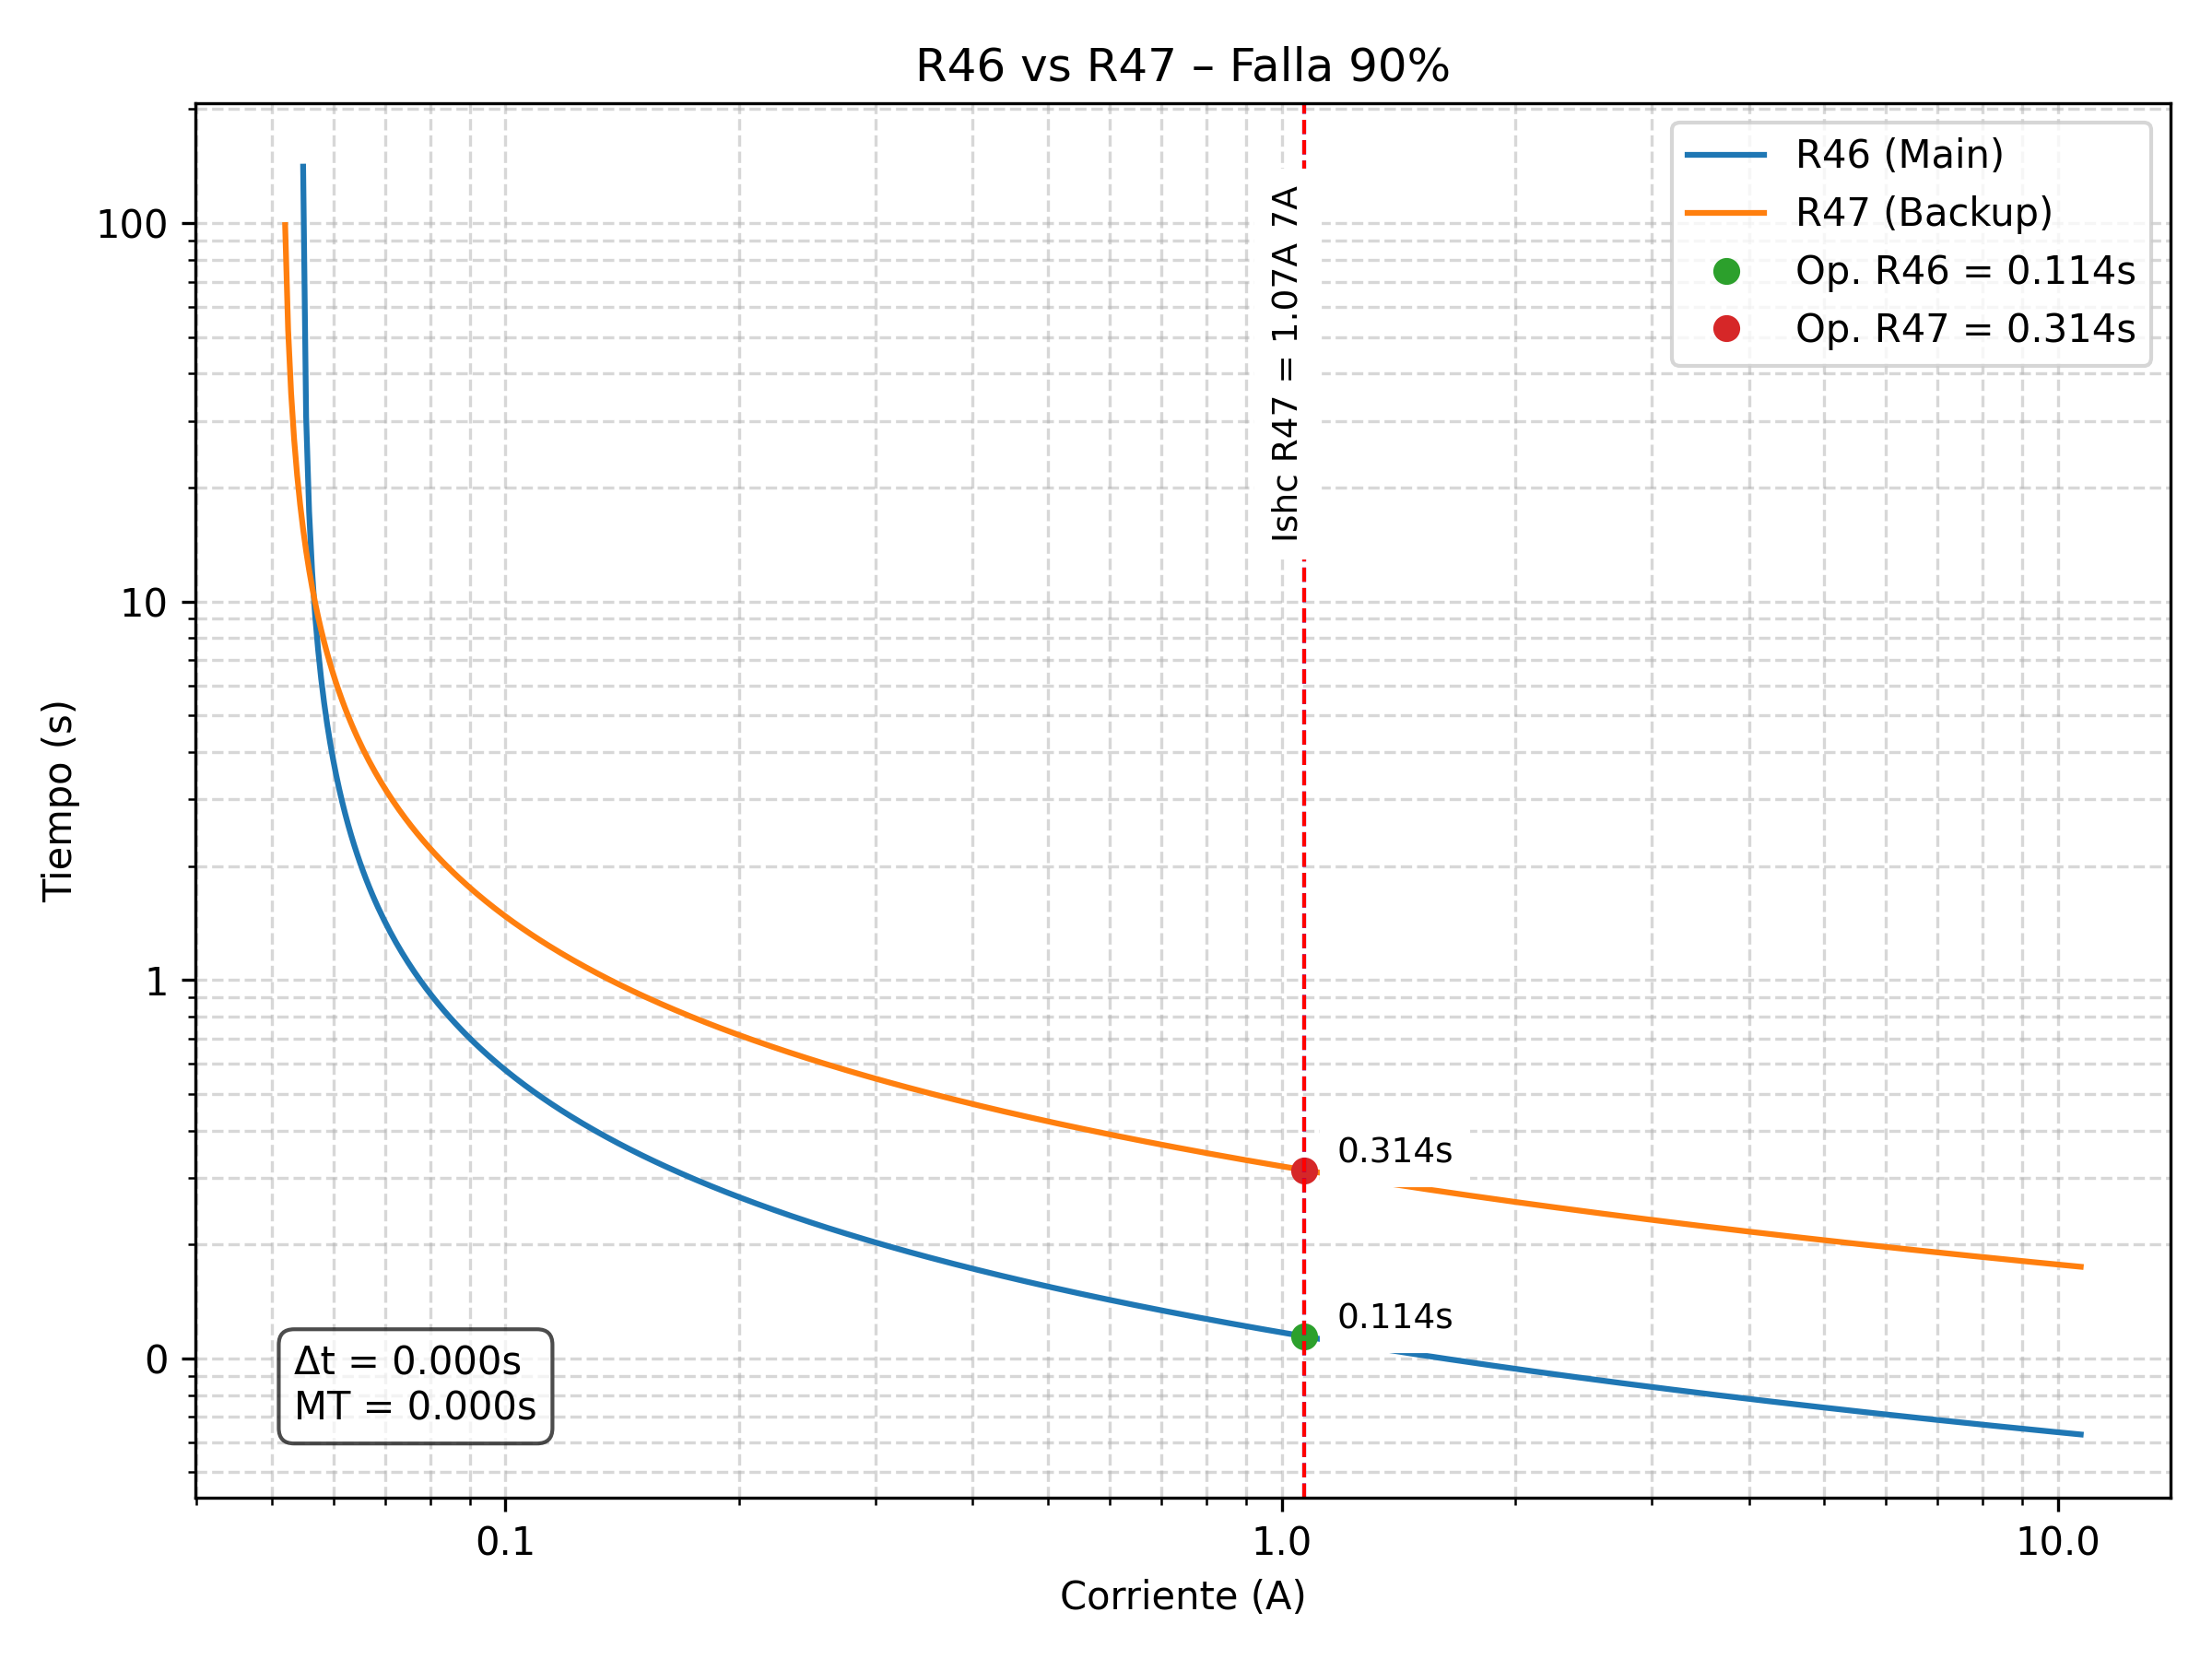 R46 vs R47 – Falla 90%
R46 (Main)
R47 (Backup)
Op. R46 = 0.114s
Op. R47 = 0.314s
Ishc R47 = 1.07A 7A
100
10
1
0
Tiempo (s)
0.314s
0.114s
Δt = 0.000s
MT = 0.000s
0.1
1.0
10.0
Corriente (A)